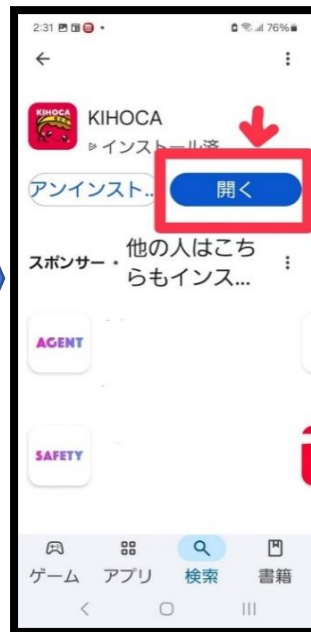 2:31
76%
KIHOCA
KIHOCA
インストール済
アンインスト…
開く
スポンサー・
他の人はこち
らもインス…
AGENT
SAFETY
ゲーム
アプリ
検索
書籍